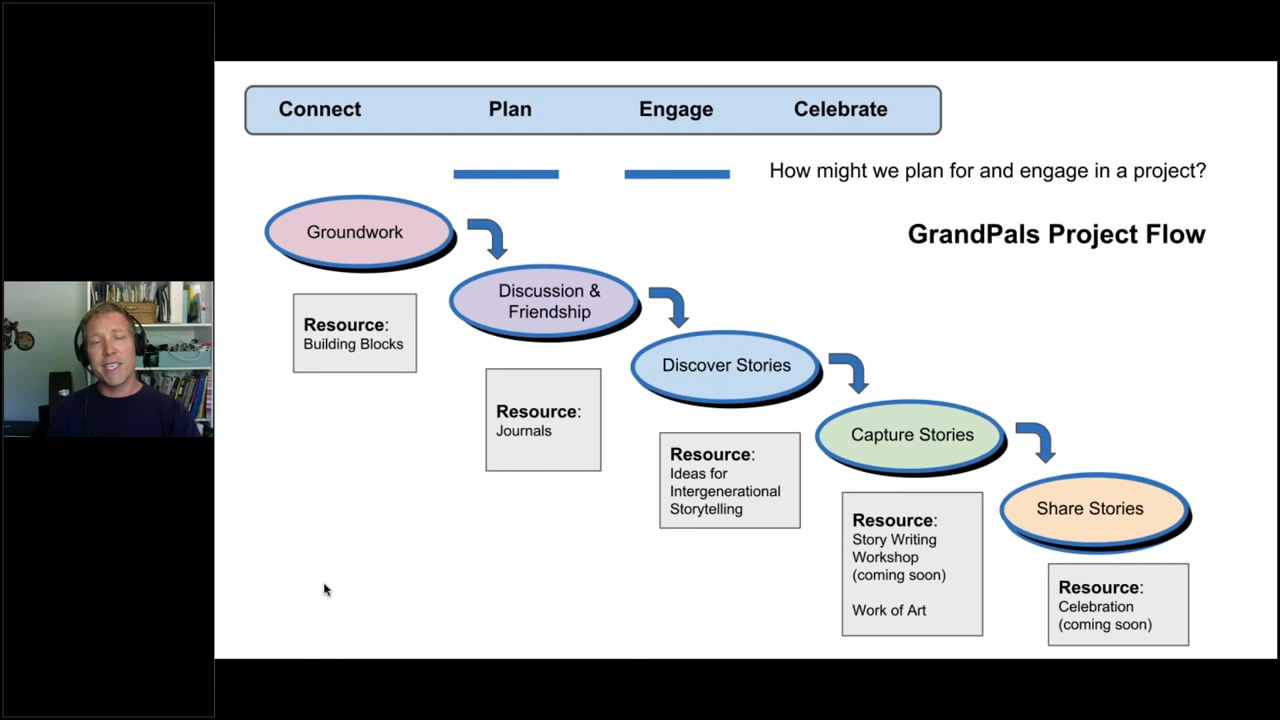 Connect Plan Engage Celebrate
How might we plan for and engage in a project?
GrandPals Project Flow
Groundwork
Resource:
Building Blocks
Discussion &
Friendship
Resource:
Journals
Discover Stories
Resource:
Ideas for
Intergenerational
Storytelling
Capture Stories
Resource:
Story Writing
Workshop
(coming soon)
Work of Art
Share Stories
Resource:
Celebration
(coming soon)